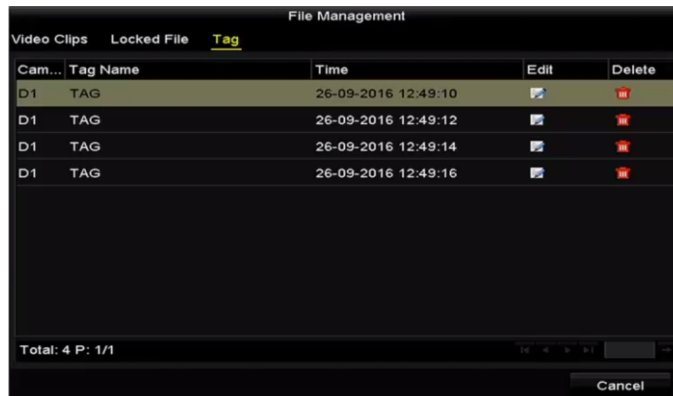 File Management
Video Clips Locked File Tag
Cam... Tag Name Time Edit Delete
D1 TAG 26-09-2016 12:49:10
D1 TAG 26-09-2016 12:49:12
D1 TAG 26-09-2016 12:49:14
D1 TAG 26-09-2016 12:49:16
Total: 4 P: 1/1
Cancel